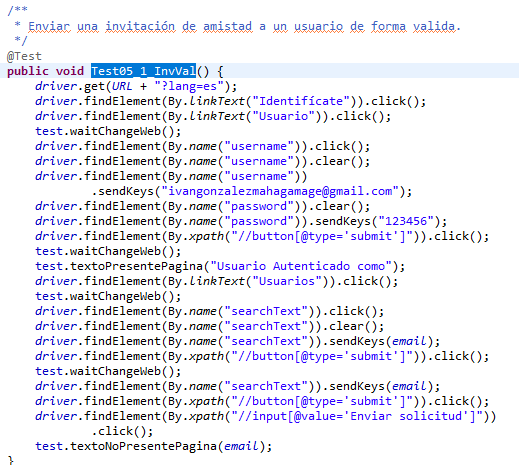 /**
 * Enviar una invitación de amistad a un usuario de forma valida.
 */
@Test
public void Test05_1_InvVal() {
    driver.get(URL + "?lang=es");
    driver.findElement(By.linkText("Identifícate")).click();
    driver.findElement(By.linkText("Usuario")).click();
    test.waitChangeWeb();
    driver.findElement(By.name("username")).click();
    driver.findElement(By.name("username")).clear();
    driver.findElement(By.name("username"))
            .sendKeys("ivangonzalezmahagamage@gmail.com");
    driver.findElement(By.name("password")).clear();
    driver.findElement(By.name("password")).sendKeys("123456");
    driver.findElement(By.xpath("//button[@type='submit']")).click();
    test.waitChangeWeb();
    test.textoPresentePagina("Usuario Autenticado como");
    driver.findElement(By.linkText("Usuarios")).click();
    test.waitChangeWeb();
    driver.findElement(By.name("searchText")).click();
    driver.findElement(By.name("searchText")).clear();
    driver.findElement(By.name("searchText")).sendKeys(email);
    driver.findElement(By.xpath("//button[@type='submit']")).click();
    test.waitChangeWeb();
    driver.findElement(By.name("searchText")).sendKeys(email);
    driver.findElement(By.xpath("//button[@type='submit']")).click();
    driver.findElement(By.xpath("//input[@value='Enviar solicitud']"))
            .click();
    test.textoNoPresentePagina(email);
}